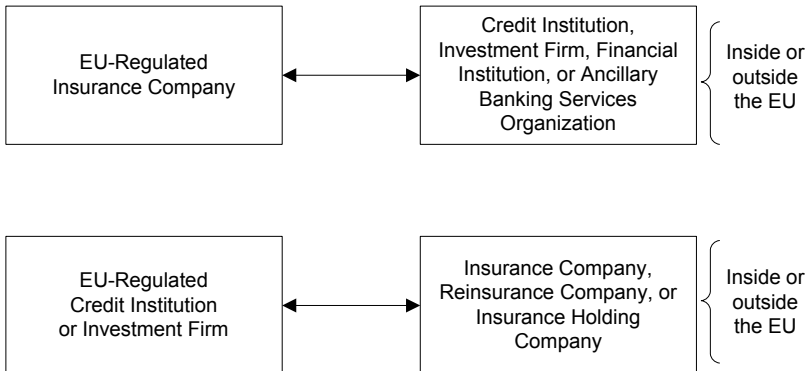 EU-Regulated
Insurance Company
Credit Institution,
Investment Firm, Financial
Institution, or Ancillary
Banking Services
Organization
Inside or
outside
the EU
EU-Regulated
Credit Institution
or Investment Firm
Insurance Company,
Reinsurance Company, or
Insurance Holding
Company
Inside or
outside
the EU